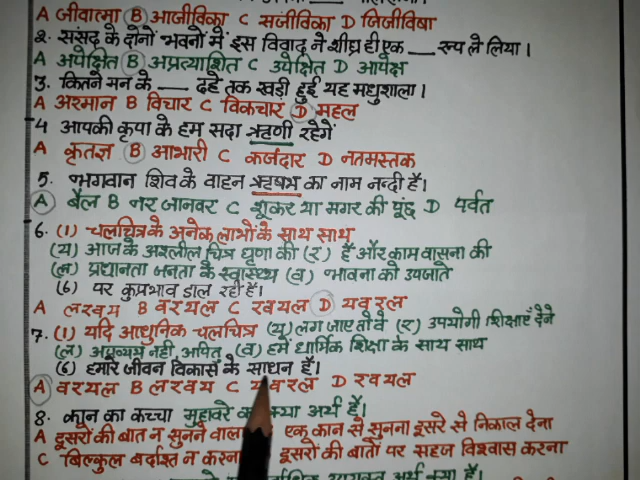 A जीवात्मा B आजीविका C सजीविका D जिजीविषा
2. संसद के दोनों भवनों में इस विवाद ने शीघ्र ही एक ___ रूप ले लिया।
A अपेक्षित B अप्रत्याशित C उपेक्षित D आपेक्ष
3. कितने मन के ___ ढहे तक खड़ी हुई यह मधुशाला।
A अरमान B विचार C विकचार D महल
4 आपकी कृपा के हम सदा ऋृणी रहेगें
A कृतज्ञ B आभारी C कर्जदार D नतमस्तक
5. भगवान शिव के वाहन ऋृषभ का नाम नन्दी है।
A बैल B नर जानवर C शूकर या मगर की पूंछ D पर्वत
6. (1) चलचित्र के अनेक लाभों के साथ साथ
(य) आज के अश्लील चित्र घृणा की (र) है और काम वासना की
(ल) प्रधानता जनता के स्वास्थ्य (व) भावना को उपजाते
(6) पर कुप्रभाव डाल रही है।
A लरवय B वरयल C रवयल D यवरल
7. (1) यदि आधुनिक चलचित्र (य) लग जाए तो वे (र) उपयोगी शिक्षाएँ देने
(ल) अपव्यय नही अपितु (व) हमें धार्मिक शिक्षा के साथ साथ
(6) हमारे जीवन विकास के साधन है।
A वरयल B लरवय C यवरल D रवयल
8. कान का कच्चा मुहावरे का क्या अर्थ है।
A दूसरों की बात न सुनने वाला एक कान से सुनना दूसरे से निकाल देना
C बिल्कुल बर्दाश्त न करना दूसरों की बातों पर सहज विश्वास करना